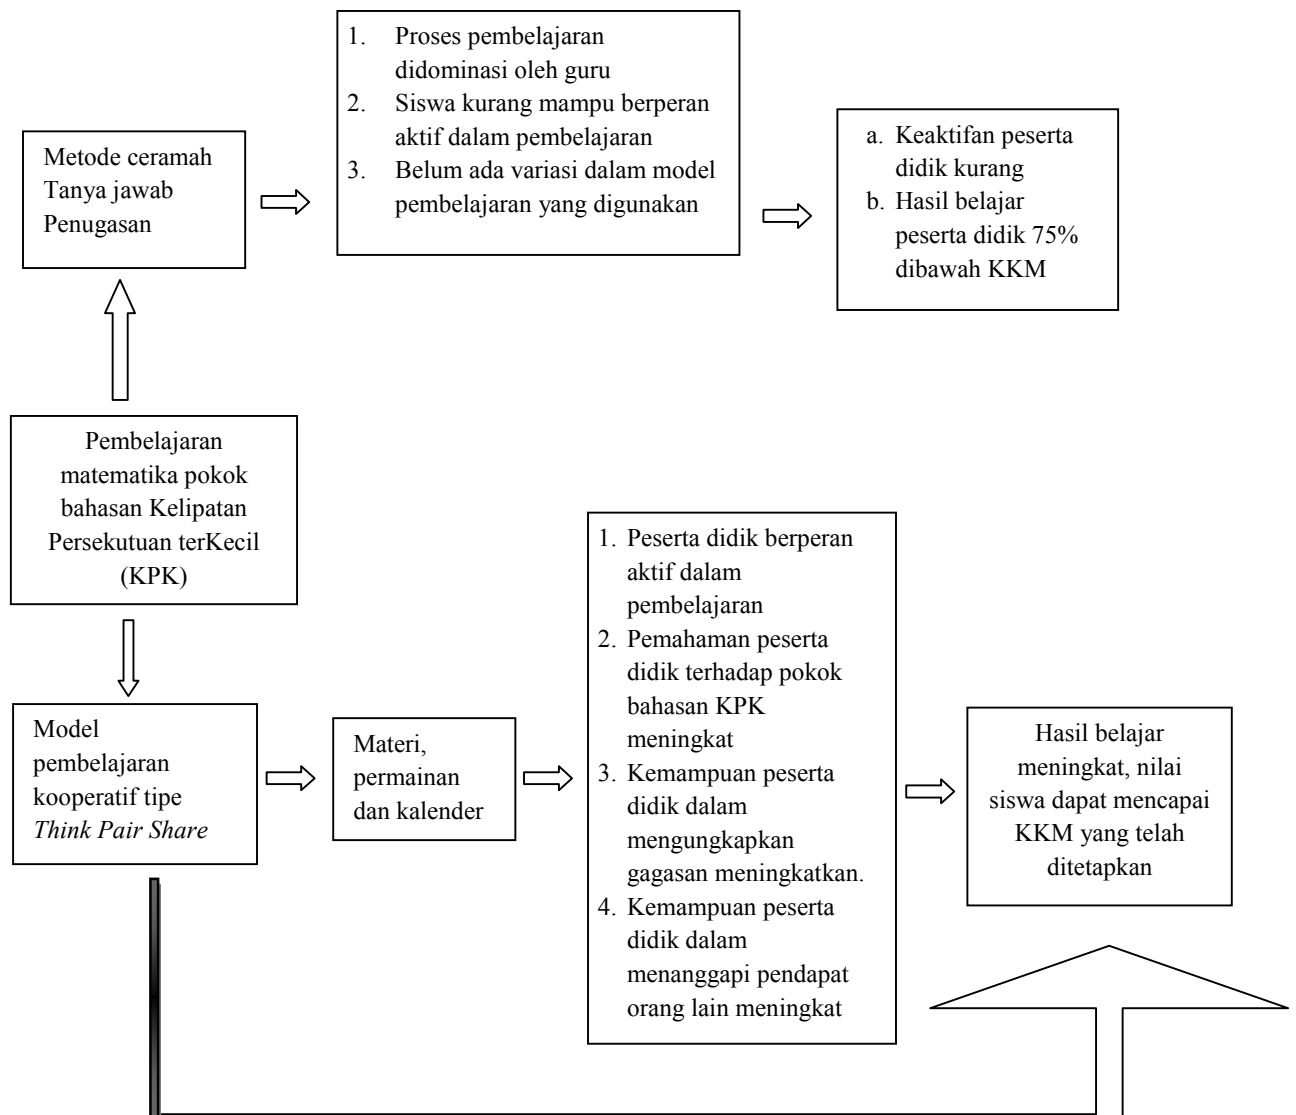 1. Proses pembelajaran
didominasi oleh guru
2. Siswa kurang mampu berperan
aktif dalam pembelajaran
3. Belum ada variasi dalam model
pembelajaran yang digunakan
Metode ceramah
Tanya jawab
Penugasan
a. Keaktifan peserta
didik kurang
b. Hasil belajar
peserta didik 75%
dibawah KKM
Pembelajaran
matematika pokok
bahasan Kelipatan
Persekutuan terKecil
(KPK)
Model
pembelajaran
kooperatif tipe
Think Pair Share
Materi,
permainan
dan kalender
1. Peserta didik berperan
aktif dalam
pembelajaran
2. Pemahaman peserta
didik terhadap pokok
bahasan KPK
meningkat
3. Kemampuan peserta
didik dalam
mengungkapkan
gagasan meningkatkan.
4. Kemampuan peserta
didik dalam
menanggapi pendapat
orang lain meningkat
Hasil belajar
meningkat, nilai
siswa dapat mencapai
KKM yang telah
ditetapkan